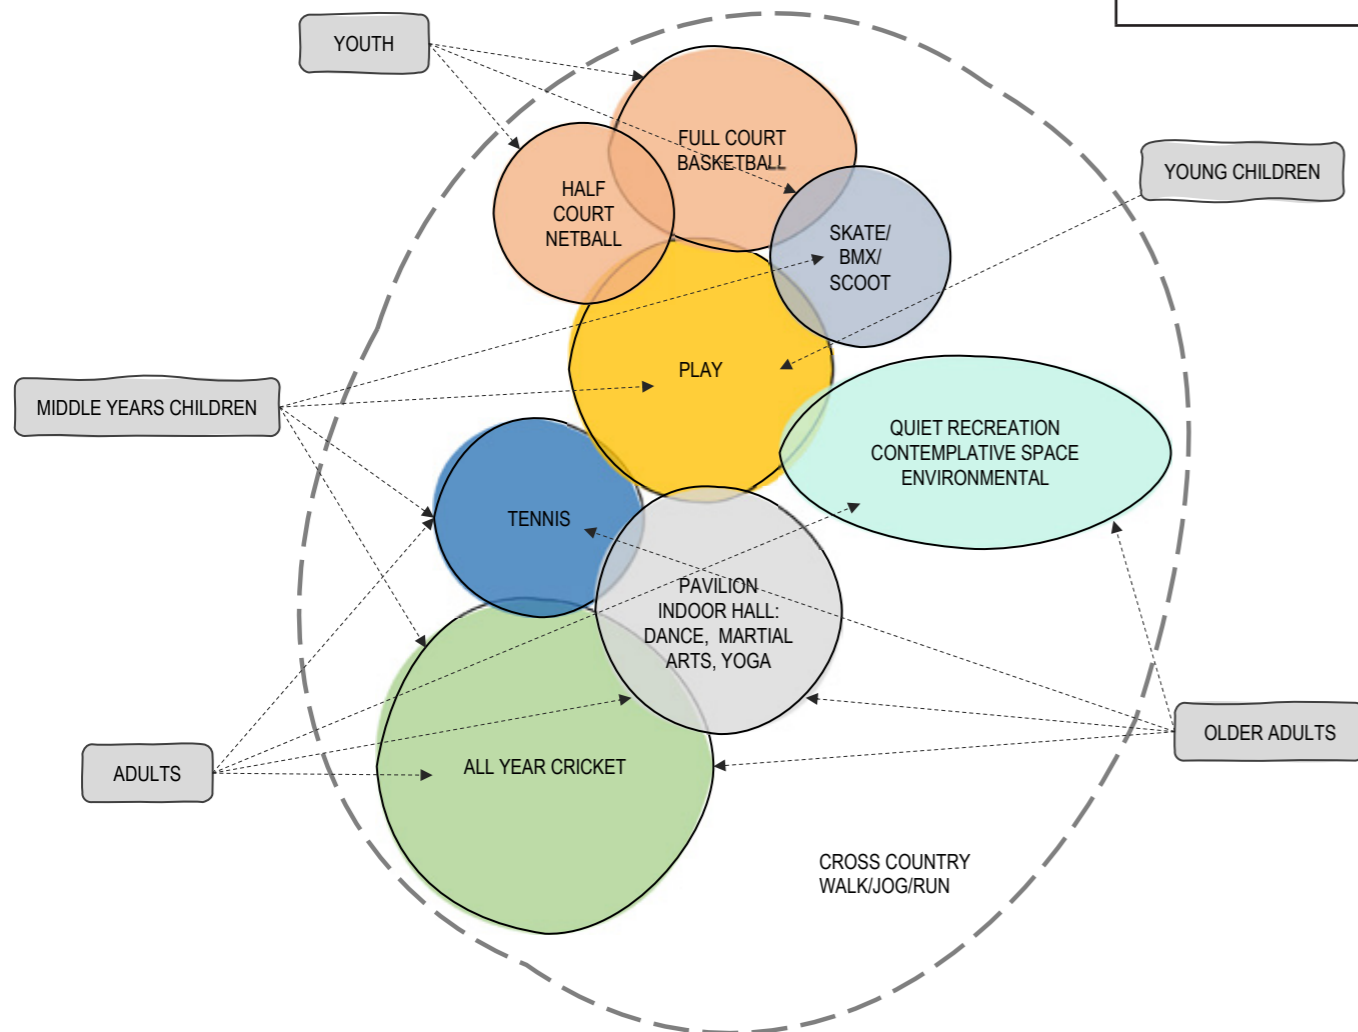 YOUTH
FULL COURT
BASKETBALL
YOUNG CHILDREN
HALF
COURT
NETBALL
SKATE/
BMX/
SCOOT
PLAY
MIDDLE YEARS CHILDREN
QUIET RECREATION
CONTEMPLATIVE SPACE
ENVIRONMENTAL
TENNIS
PAVILION
INDOOR HALL:
DANCE, MARTIAL
ARTS, YOGA
OLDER ADULTS
ADULTS
ALL YEAR CRICKET
CROSS COUNTRY
WALK/JOG/RUN